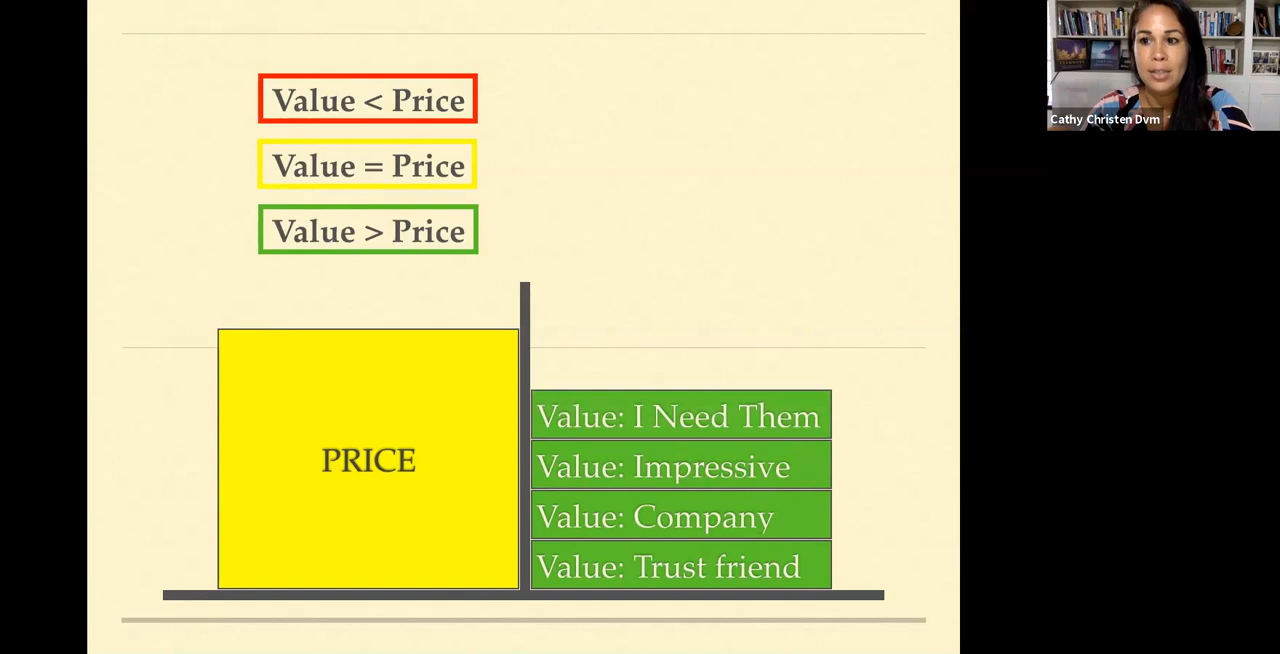 Value < Price
Value = Price
Value > Price
PRICE
Value: I Need Them
Value: Impressive
Value: Company
Value: Trust friend
Cathy Christen Dvm